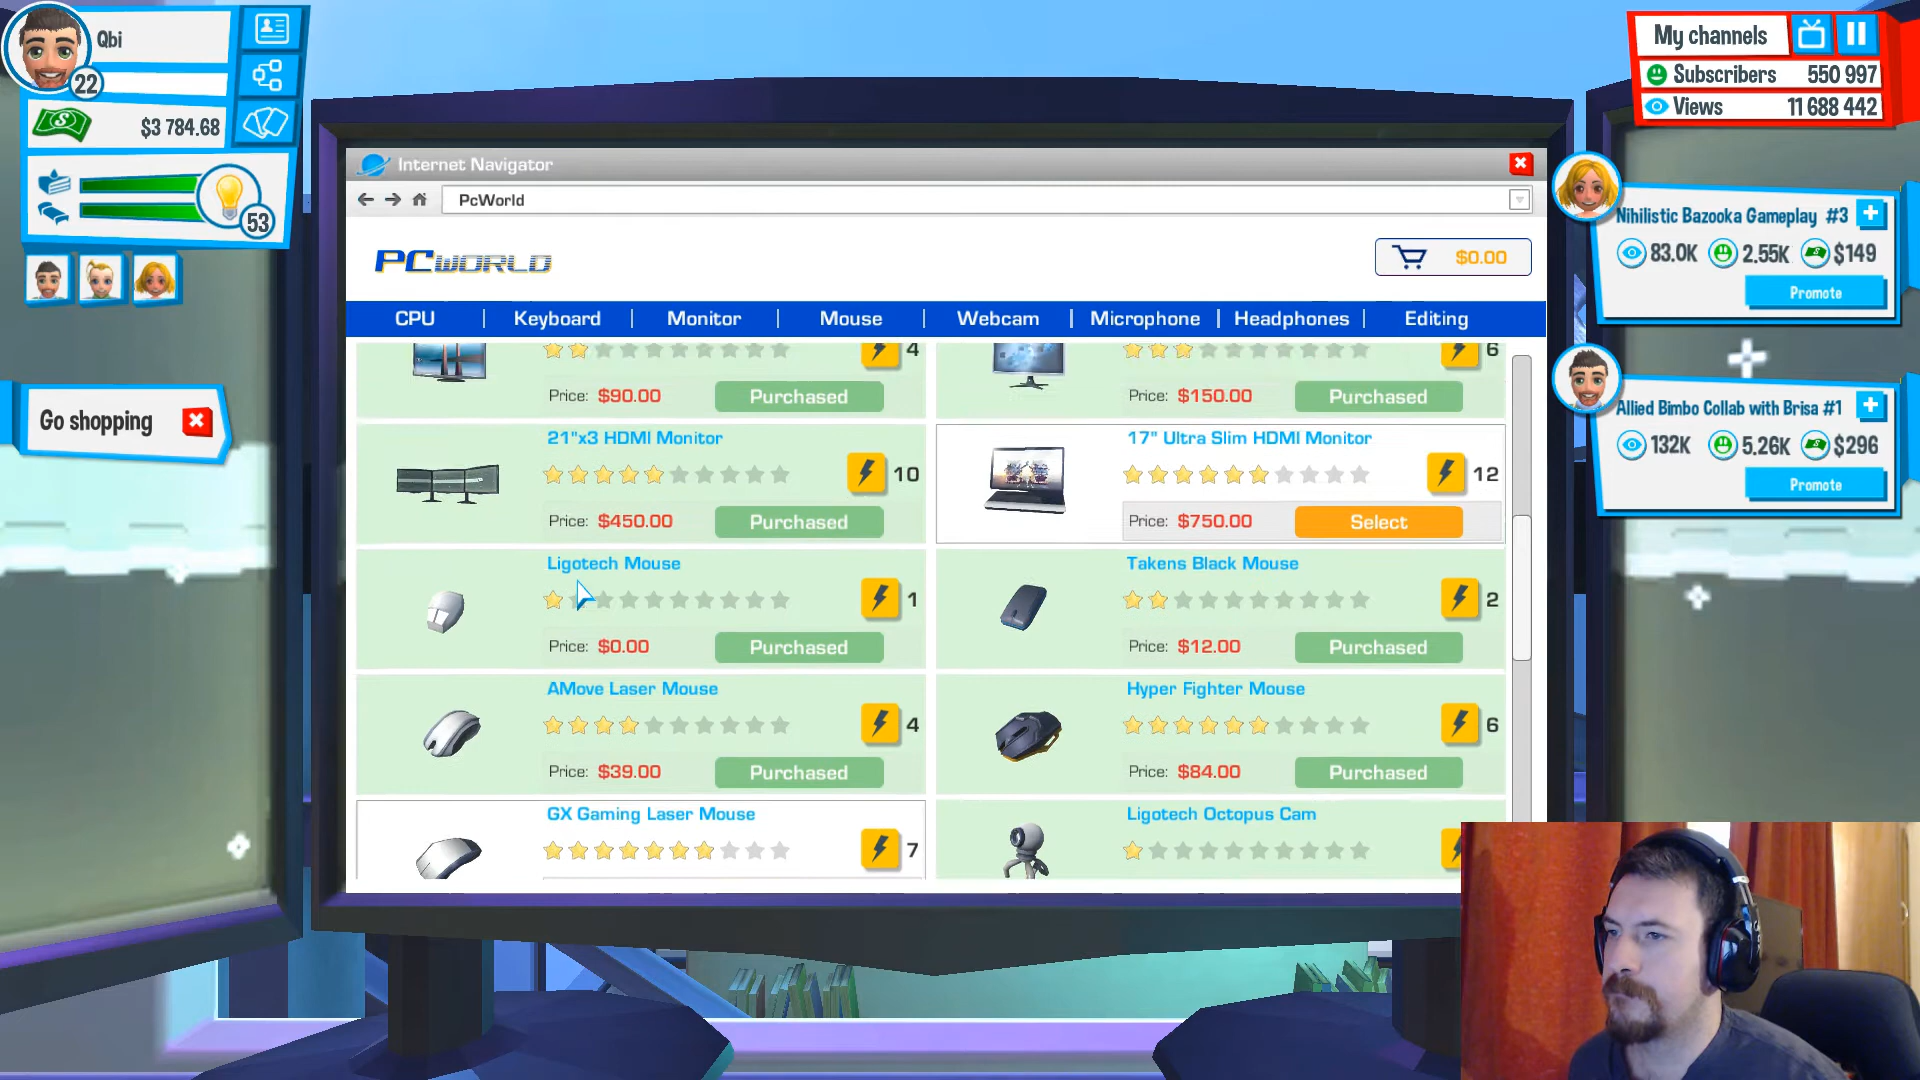 Qbi
22
$3 784.68
53
Go shopping
My channels
Subscribers 550 997
Views 11 688 442
Nihilistic Bazooka Gameplay #3
83.0K 2.55K $149
Promote
Allied Bimbo Collab with Brisa #1
132K 5.26K $296
Promote
Internet Navigator
PcWorld
PCWORLD
$0.00
CPU | Keyboard | Monitor | Mouse | Webcam | Microphone | Headphones | Editing
4
Price: $90.00 Purchased
6
Price: $150.00 Purchased
21"x3 HDMI Monitor
10
Price: $450.00 Purchased
17" Ultra Slim HDMI Monitor
12
Price: $750.00 Select
Ligotech Mouse
1
Price: $0.00 Purchased
Takens Black Mouse
2
Price: $12.00 Purchased
AMove Laser Mouse
4
Price: $39.00 Purchased
Hyper Fighter Mouse
6
Price: $84.00 Purchased
GX Gaming Laser Mouse
7
Ligotech Octopus Cam